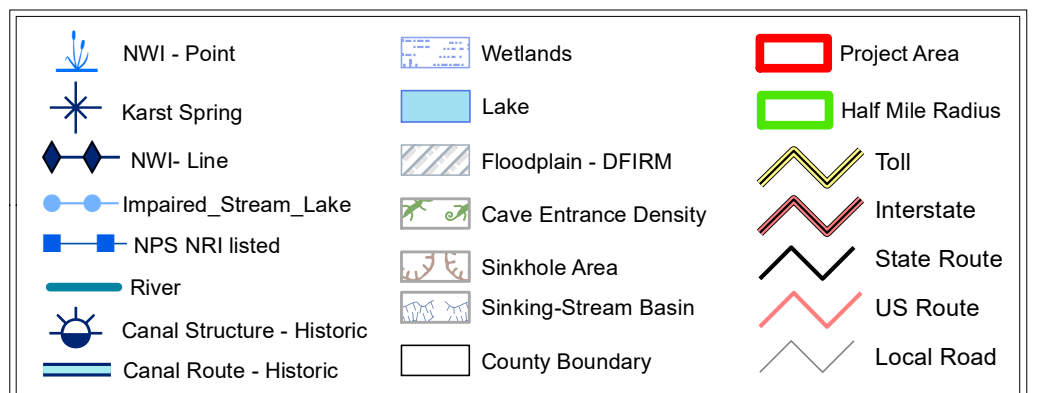 NWI - Point
Karst Spring
NWI- Line
Impaired_Stream_Lake
NPS NRI listed
River
Canal Structure - Historic
Canal Route - Historic
Wetlands
Lake
Floodplain - DFIRM
Cave Entrance Density
Sinkhole Area
Sinking-Stream Basin
County Boundary
Project Area
Half Mile Radius
Toll
Interstate
State Route
US Route
Local Road